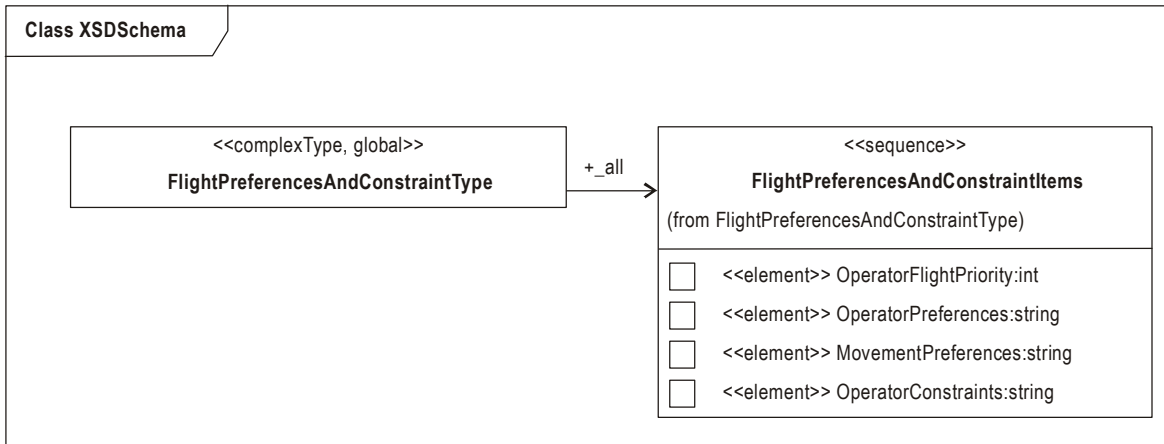 Class XSDSchema
<<complexType, global>>
FlightPreferencesAndConstraintType
+_all
<<sequence>>
FlightPreferencesAndConstraintItems
(from FlightPreferencesAndConstraintType)
<<element>> OperatorFlightPriority:int
<<element>> OperatorPreferences:string
<<element>> MovementPreferences:string
<<element>> OperatorConstraints:string